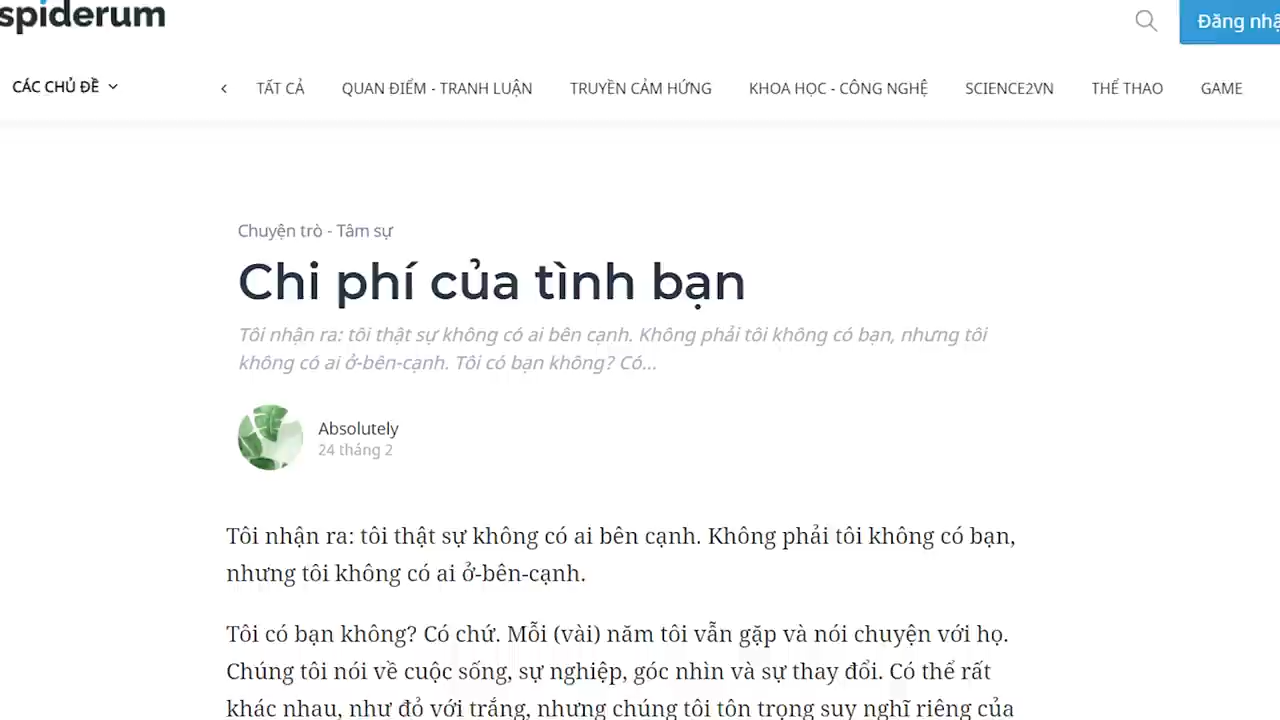 spiderum
Đăng nhậ
CÁC CHỦ ĐỀ
TẤT CẢ
QUAN ĐIỂM - TRANH LUẬN
TRUYỀN CẢM HỨNG
KHOA HỌC - CÔNG NGHỆ
SCIENCE2VN
THỂ THAO
GAME
Chuyện trò - Tâm sự
Chi phí của tình bạn
Tôi nhận ra: tôi thật sự không có ai bên cạnh. Không phải tôi không có bạn, nhưng tôi
không có ai ở-bên-cạnh. Tôi có bạn không? Có...
Absolutely
24 tháng 2
Tôi nhận ra: tôi thật sự không có ai bên cạnh. Không phải tôi không có bạn,
nhưng tôi không có ai ở-bên-cạnh.
Tôi có bạn không? Có chứ. Mỗi (vài) năm tôi vẫn gặp và nói chuyện với họ.
Chúng tôi nói về cuộc sống, sự nghiệp, góc nhìn và sự thay đổi. Có thể rất
khác nhau, như đỏ với trắng, nhưng chúng tôi tôn trọng suy nghĩ riêng của